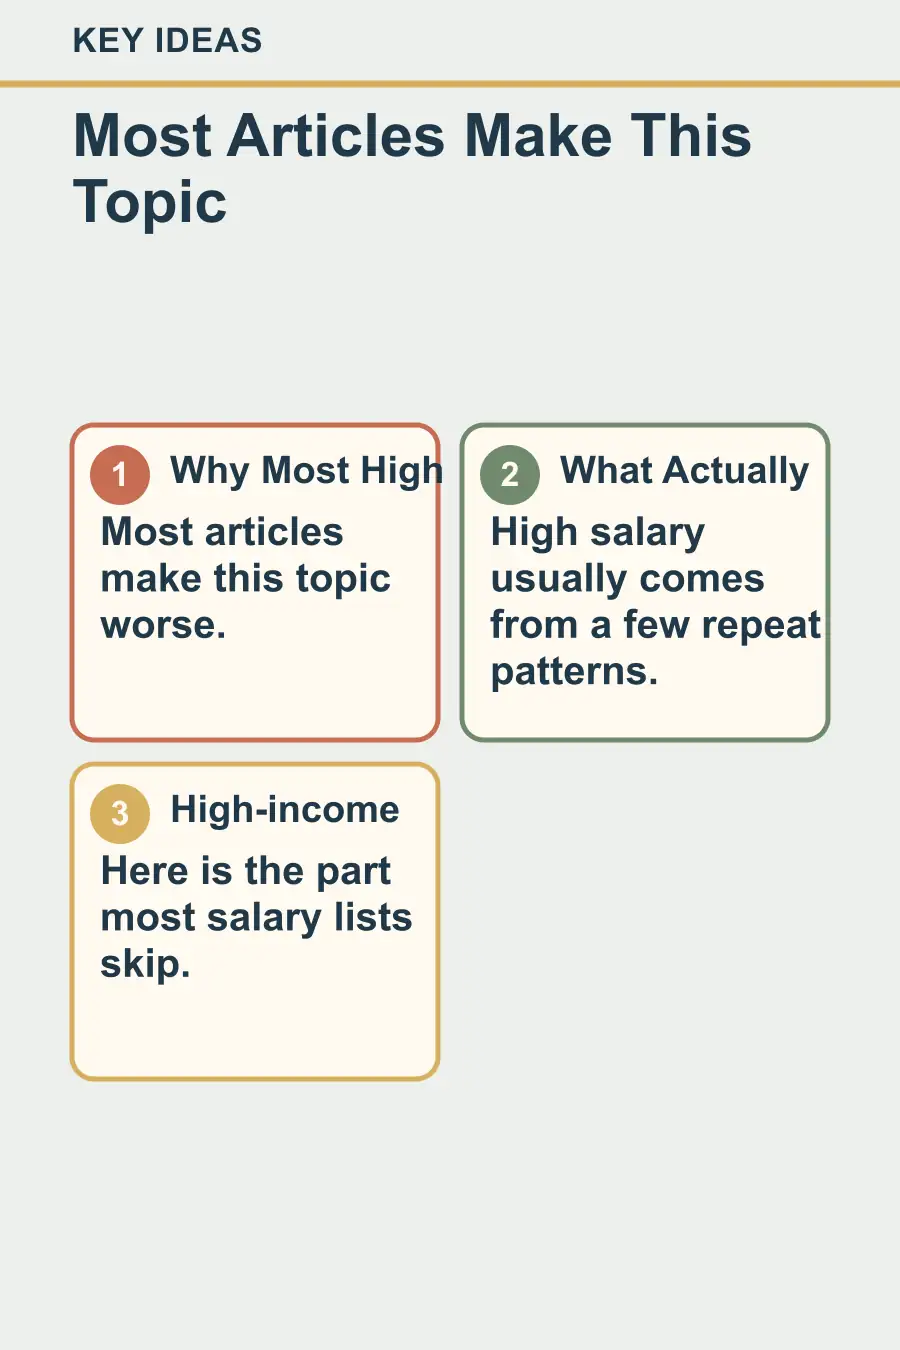 KEY IDEAS
Most Articles Make This
Topic
1 Why Most High
Most articles
make this topic
worse.
2 What Actually
High salary
usually comes
from a few repeat
patterns.
3 High-income
Here is the part
most salary lists
skip.